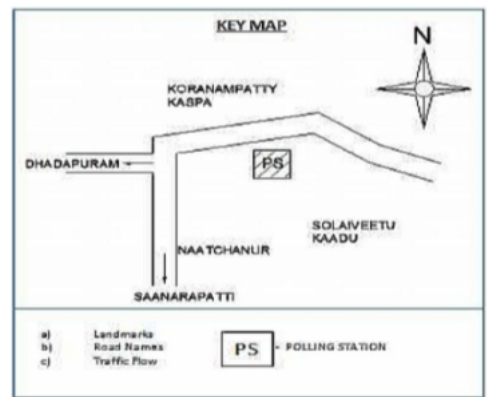 KEY MAP
N
KORANAMPATTY
KASPA
DHADAPURAM
PS
SOLAIVEETU
KAADU
NAATCHANUR
SAANARAPATTI
a) Landmarks
b) Road Names
c) Traffic Flow
PS - POLLING STATION